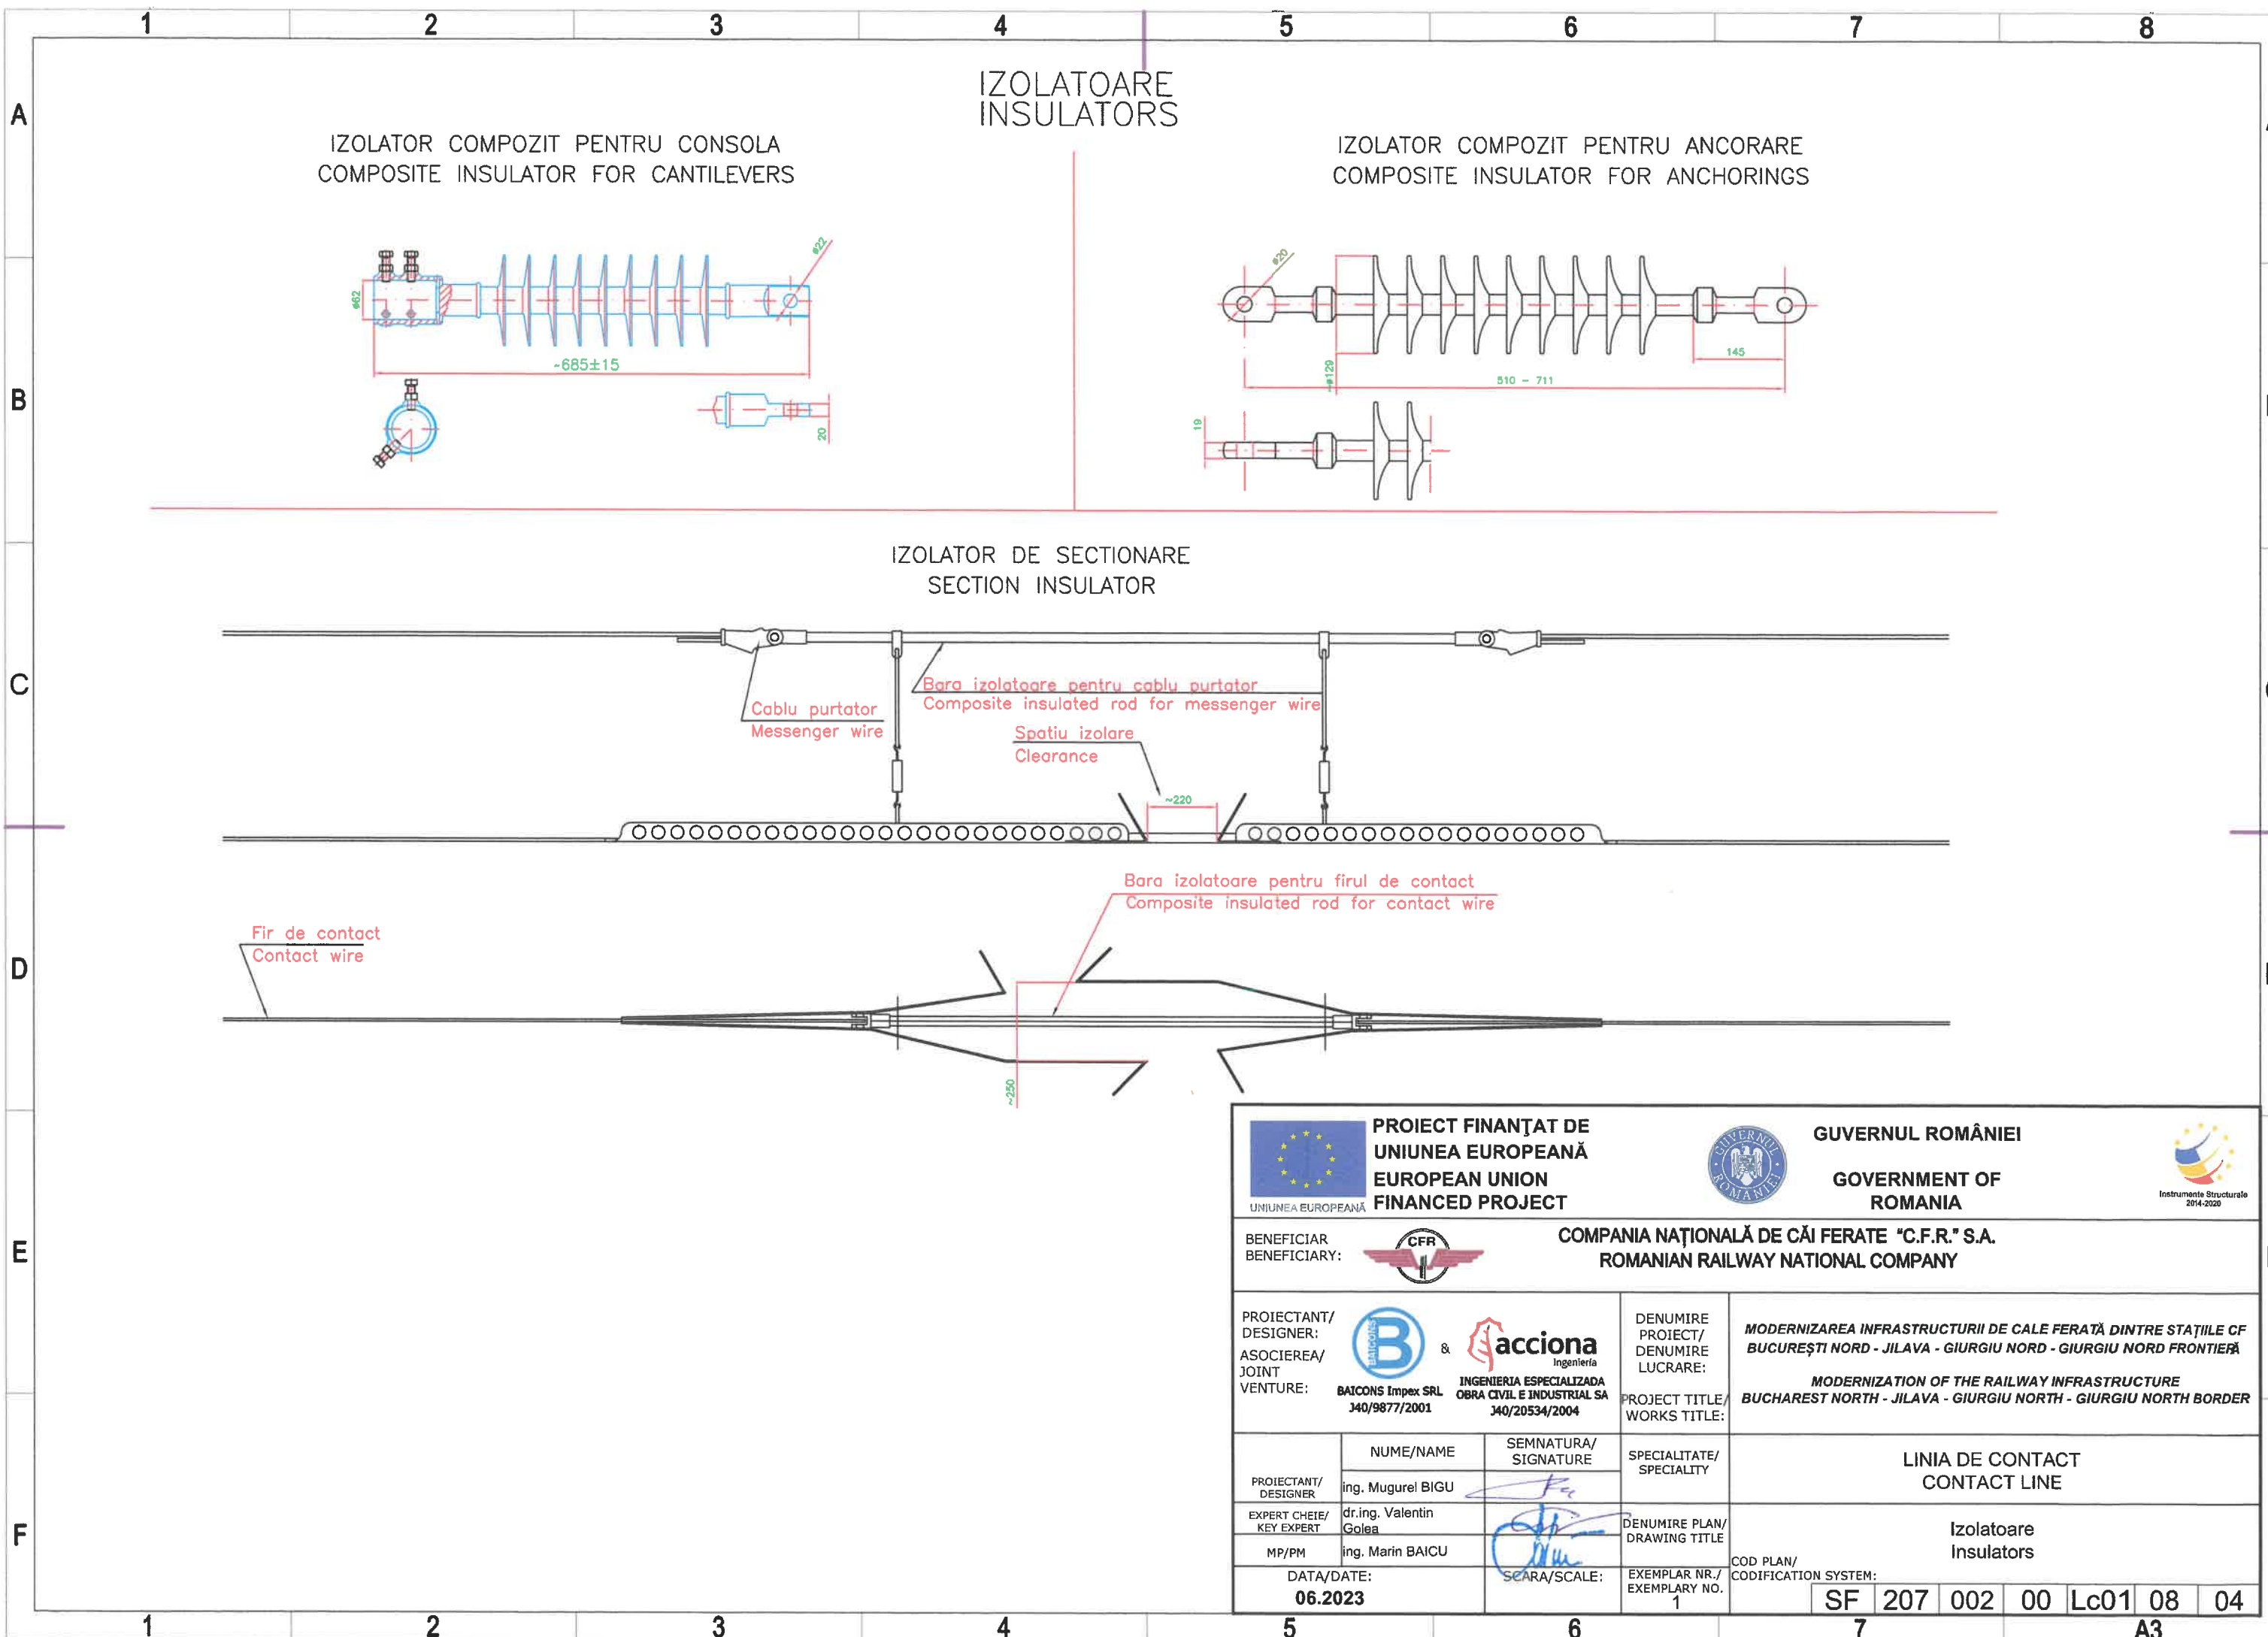 1 2 3 4 5 6 7 8
A
B
C
D
E
F
IZOLATOARE
INSULATORS
IZOLATOR COMPOZIT PENTRU CONSOLA
COMPOSITE INSULATOR FOR CANTILEVERS
ø62
ø22
~685±15
20
IZOLATOR COMPOZIT PENTRU ANCORARE
COMPOSITE INSULATOR FOR ANCHORINGS
ø20
~ø129
145
510 - 711
19
IZOLATOR DE SECTIONARE
SECTION INSULATOR
Cablu purtator
Messenger wire
Bara izolatoare pentru cablu purtator
Composite insulated rod for messenger wire
Spatiu izolare
Clearance
~220
Bara izolatoare pentru firul de contact
Composite insulated rod for contact wire
Fir de contact
Contact wire
~250
UNIUNEA EUROPEANĂ
PROIECT FINANŢAT DE
UNIUNEA EUROPEANĂ
EUROPEAN UNION
FINANCED PROJECT
GUVERNUL ROMÂNIEI
GUVERNUL ROMÂNIEI
GOVERNMENT OF
ROMANIA
Instrumente Structurale
2014-2020
BENEFICIAR
BENEFICIARY:
CFR
COMPANIA NAŢIONALĂ DE CĂI FERATE "C.F.R." S.A.
ROMANIAN RAILWAY NATIONAL COMPANY
PROIECTANT/
DESIGNER:
ASOCIEREA/
JOINT
VENTURE:
BAICONS
B
BAICONS Impex SRL
J40/9877/2001
&
acciona
Ingeniería
INGENIERIA ESPECIALIZADA
OBRA CIVIL E INDUSTRIAL SA
J40/20534/2004
DENUMIRE
PROIECT/
DENUMIRE
LUCRARE:
PROJECT TITLE/
WORKS TITLE:
MODERNIZAREA INFRASTRUCTURII DE CALE FERATĂ DINTRE STAŢIILE CF
BUCUREŞTI NORD - JILAVA - GIURGIU NORD - GIURGIU NORD FRONTIERĂ
MODERNIZATION OF THE RAILWAY INFRASTRUCTURE
BUCHAREST NORTH - JILAVA - GIURGIU NORTH - GIURGIU NORTH BORDER
NUME/NAME
SEMNATURA/
SIGNATURE
SPECIALITATE/
SPECIALITY
LINIA DE CONTACT
CONTACT LINE
PROIECTANT/
DESIGNER
ing. Mugurel BIGU
EXPERT CHEIE/
KEY EXPERT
dr.ing. Valentin
Golea
MP/PM
ing. Marin BAICU
DENUMIRE PLAN/
DRAWING TITLE
Izolatoare
Insulators
DATA/DATE:
06.2023
SCARA/SCALE:
EXEMPLAR NR./
EXEMPLARY NO.
1
COD PLAN/
CODIFICATION SYSTEM:
SF 207 002 00 Lc01 08 04
1 2 3 4 5 6 7 A3